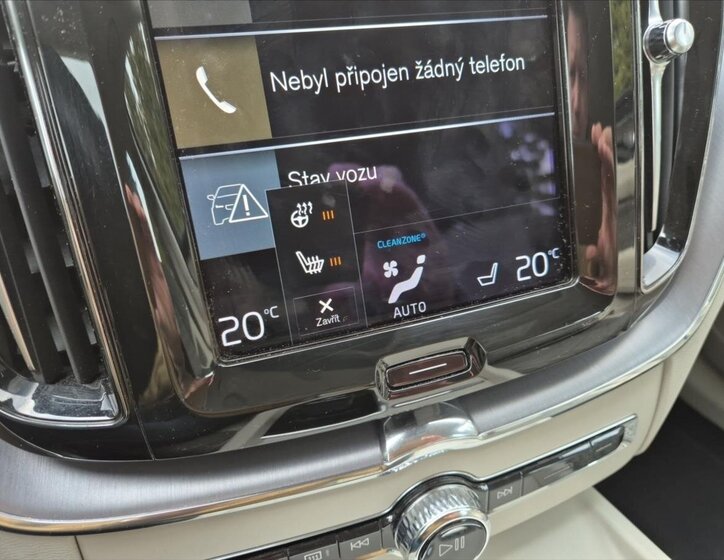 Nebyl připojen žádný telefon
Stav vozu
CLEANZONE®
20°C
Zavřít
AUTO
20°C